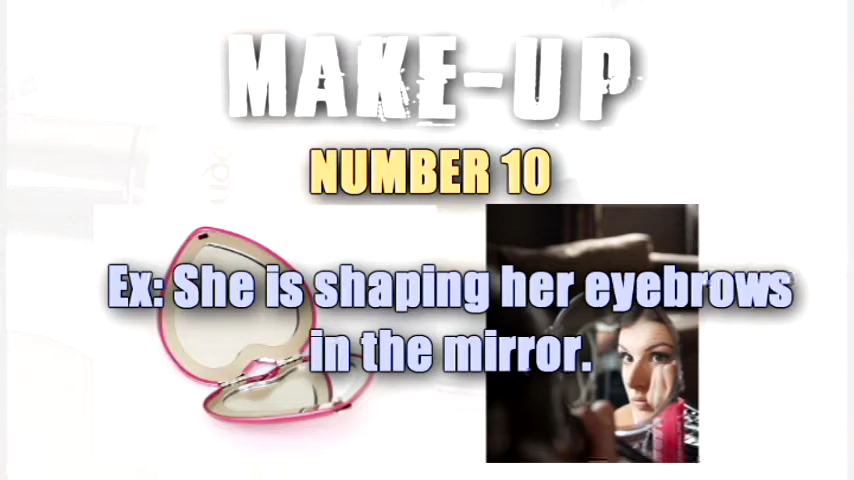 MAKE-UP
NUMBER 10
Ex: She is shaping her eyebrows
in the mirror.